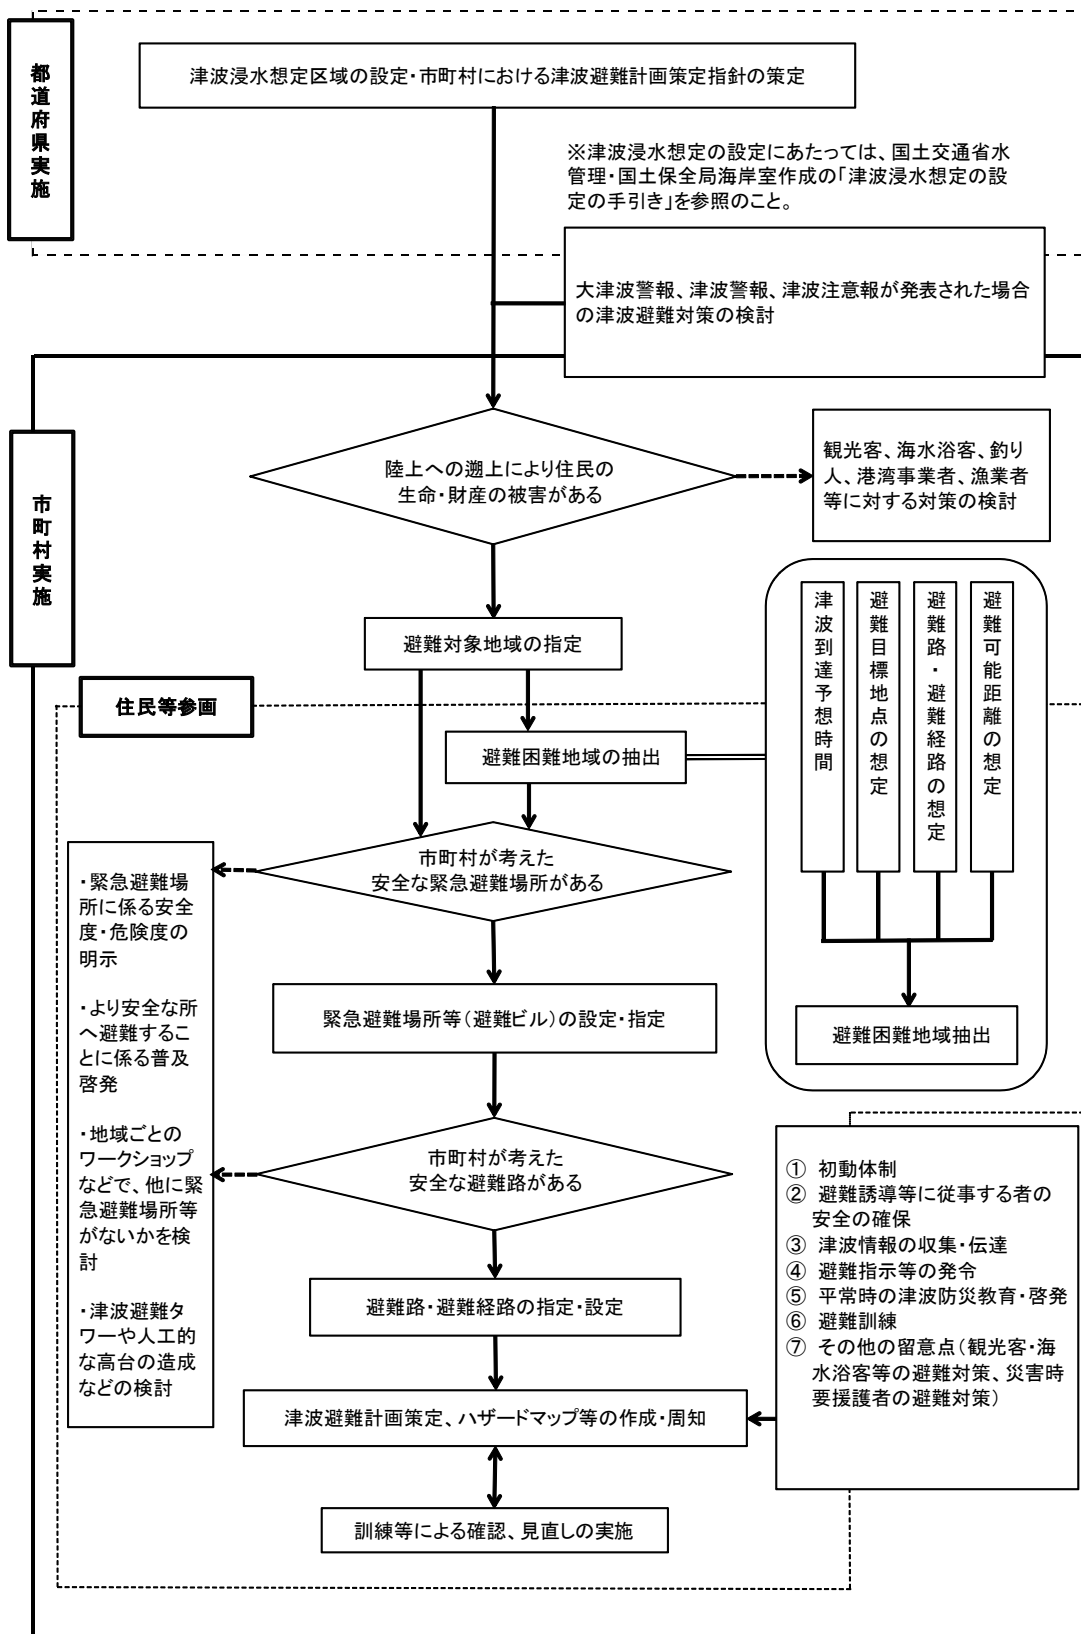 都道府県実施
津波浸水想定区域の設定・市町村における津波避難計画策定指針の策定
※津波浸水想定の設定にあたっては、国土交通省水
管理・国土保全局海岸室作成の「津波浸水想定の設
定の手引き」を参照のこと。
大津波警報、津波警報、津波注意報が発表された場合
の津波避難対策の検討
市町村実施
陸上への遡上により住民の
生命・財産の被害がある
観光客、海水浴客、釣り
人、港湾事業者、漁業者
等に対する対策の検討
避難対象地域の指定
住民等参画
避難困難地域の抽出
津波到達予想時間
避難目標地点の想定
避難路・避難経路の想定
避難可能距離の想定
避難困難地域抽出
市町村が考えた
安全な緊急避難場所がある
・緊急避難場
所に係る安全
度・危険度の
明示
・より安全な所
へ避難するこ
とに係る普及
啓発
・地域ごとの
ワークショップ
などで、他に緊
急避難場所等
がないかを検
討
・津波避難タ
ワーや人工的
な高台の造成
などの検討
緊急避難場所等(避難ビル)の設定・指定
市町村が考えた
安全な避難路がある
避難路・避難経路の指定・設定
① 初動体制
② 避難誘導等に従事する者の
安全の確保
③ 津波情報の収集・伝達
④ 避難指示等の発令
⑤ 平常時の津波防災教育・啓発
⑥ 避難訓練
⑦ その他の留意点(観光客・海
水浴客等の避難対策、災害時
要援護者の避難対策)
津波避難計画策定、ハザードマップ等の作成・周知
訓練等による確認、見直しの実施